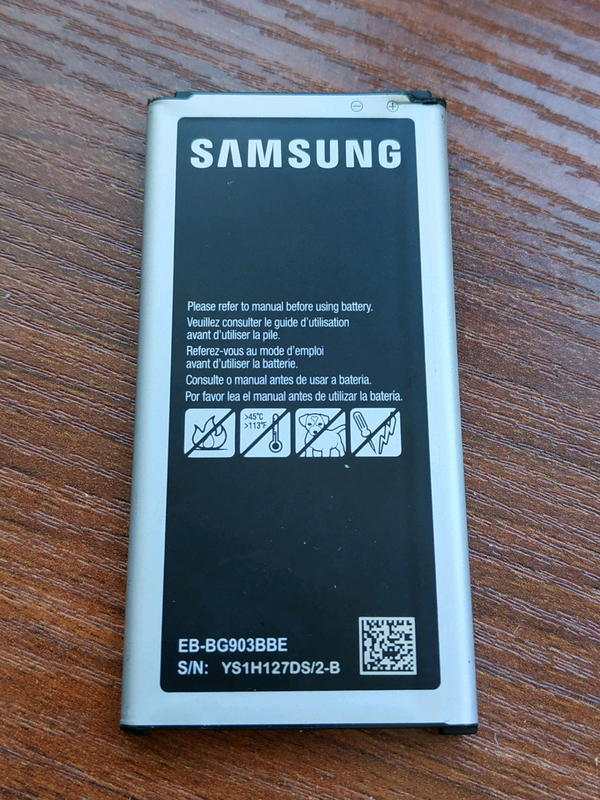 ⊖ ⊕
SAMSUNG
Please refer to manual before using battery.
Veuillez consulter le guide d'utilisation
avant d'utiliser la pile.
Referez-vous au mode d'emploi
avant d'utiliser la batterie.
Consulte o manual antes de usar a bateria.
Por favor lea el manual antes de utilizar la batería.
>45°C
>113°F
EB-BG903BBE
S/N: YS1H127DS/2-B